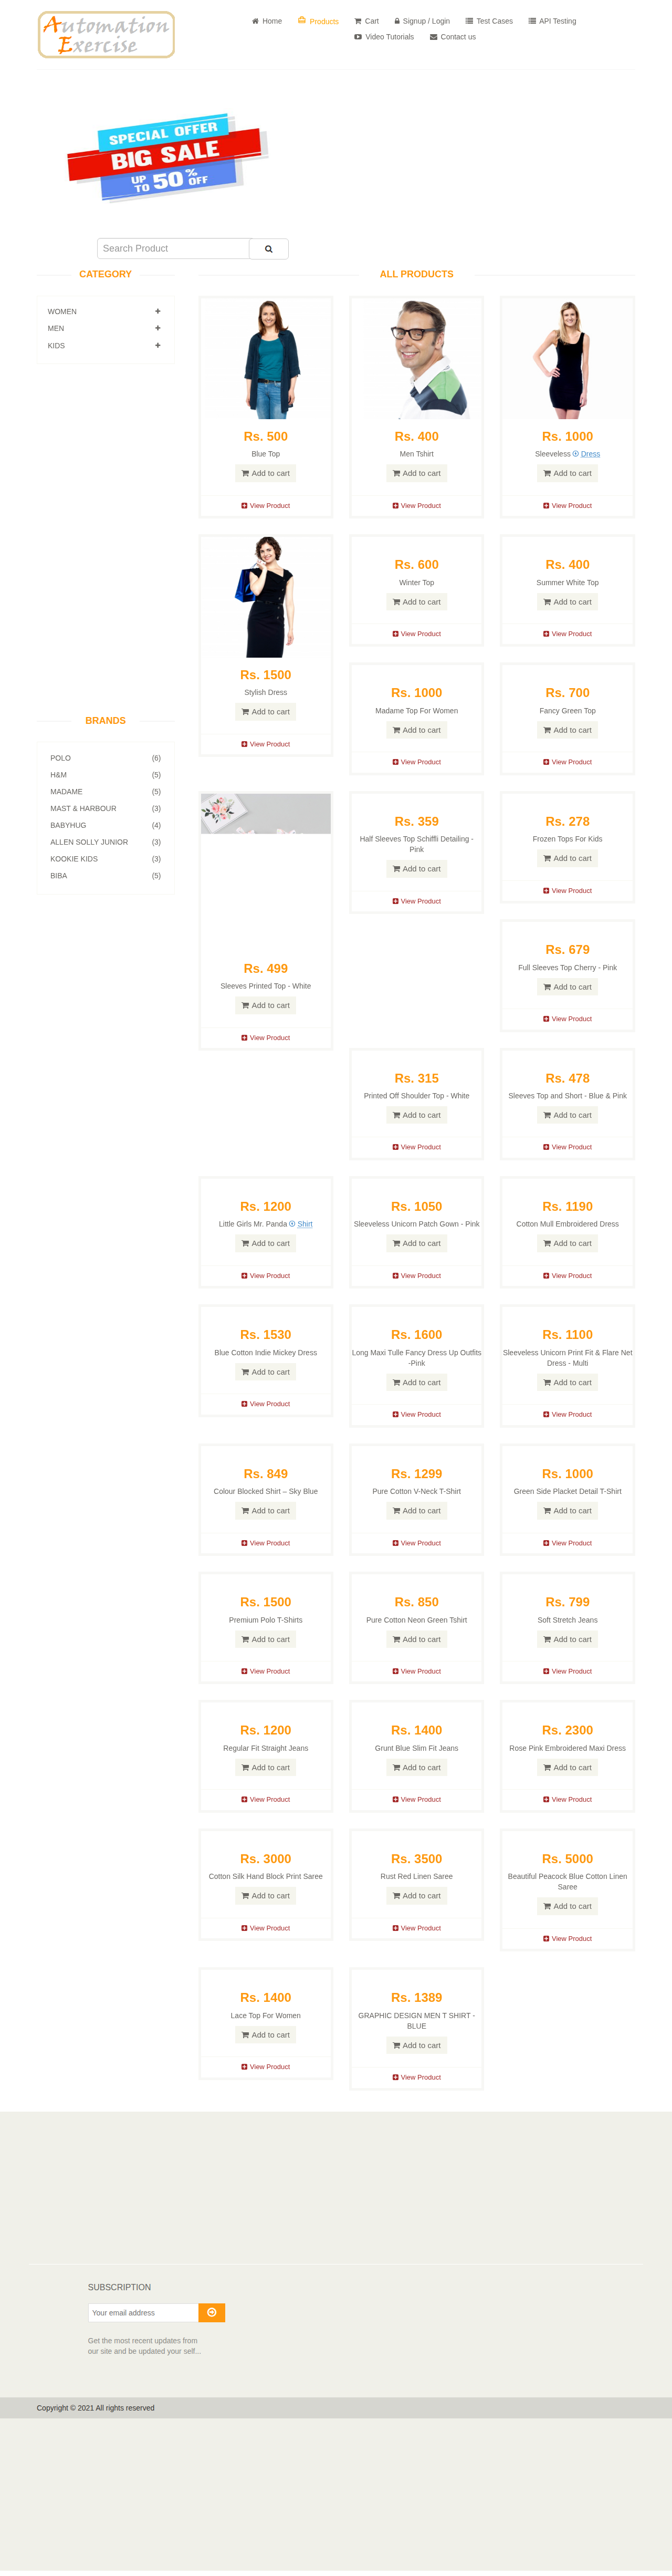 Automation
Exercise
Home
Products
Cart
Signup / Login
Test Cases
API Testing
Video Tutorials
Contact us
SPECIAL OFFER
BIG SALE
UP TO 50% OFF
Search Product
CATEGORY
WOMEN
MEN
KIDS
BRANDS
POLO (6)
H&M (5)
MADAME (5)
MAST & HARBOUR (3)
BABYHUG (4)
ALLEN SOLLY JUNIOR (3)
KOOKIE KIDS (3)
BIBA (5)
ALL PRODUCTS
Rs. 500
Blue Top
Add to cart
View Product
Rs. 400
Men Tshirt
Add to cart
View Product
Rs. 1000
Sleeveless Dress
Add to cart
View Product
Rs. 1500
Stylish Dress
Add to cart
View Product
Rs. 600
Winter Top
Add to cart
View Product
Rs. 400
Summer White Top
Add to cart
View Product
Rs. 1000
Madame Top For Women
Add to cart
View Product
Rs. 700
Fancy Green Top
Add to cart
View Product
Rs. 499
Sleeves Printed Top - White
Add to cart
View Product
Rs. 359
Half Sleeves Top Schiffli Detailing -
Pink
Add to cart
View Product
Rs. 278
Frozen Tops For Kids
Add to cart
View Product
Rs. 679
Full Sleeves Top Cherry - Pink
Add to cart
View Product
Rs. 315
Printed Off Shoulder Top - White
Add to cart
View Product
Rs. 478
Sleeves Top and Short - Blue & Pink
Add to cart
View Product
Rs. 1200
Little Girls Mr. Panda Shirt
Add to cart
View Product
Rs. 1050
Sleeveless Unicorn Patch Gown - Pink
Add to cart
View Product
Rs. 1190
Cotton Mull Embroidered Dress
Add to cart
View Product
Rs. 1530
Blue Cotton Indie Mickey Dress
Add to cart
View Product
Rs. 1600
Long Maxi Tulle Fancy Dress Up Outfits
-Pink
Add to cart
View Product
Rs. 1100
Sleeveless Unicorn Print Fit & Flare Net
Dress - Multi
Add to cart
View Product
Rs. 849
Colour Blocked Shirt – Sky Blue
Add to cart
View Product
Rs. 1299
Pure Cotton V-Neck T-Shirt
Add to cart
View Product
Rs. 1000
Green Side Placket Detail T-Shirt
Add to cart
View Product
Rs. 1500
Premium Polo T-Shirts
Add to cart
View Product
Rs. 850
Pure Cotton Neon Green Tshirt
Add to cart
View Product
Rs. 799
Soft Stretch Jeans
Add to cart
View Product
Rs. 1200
Regular Fit Straight Jeans
Add to cart
View Product
Rs. 1400
Grunt Blue Slim Fit Jeans
Add to cart
View Product
Rs. 2300
Rose Pink Embroidered Maxi Dress
Add to cart
View Product
Rs. 3000
Cotton Silk Hand Block Print Saree
Add to cart
View Product
Rs. 3500
Rust Red Linen Saree
Add to cart
View Product
Rs. 5000
Beautiful Peacock Blue Cotton Linen
Saree
Add to cart
View Product
Rs. 1400
Lace Top For Women
Add to cart
View Product
Rs. 1389
GRAPHIC DESIGN MEN T SHIRT -
BLUE
Add to cart
View Product
SUBSCRIPTION
Your email address
Get the most recent updates from
our site and be updated your self...
Copyright © 2021 All rights reserved